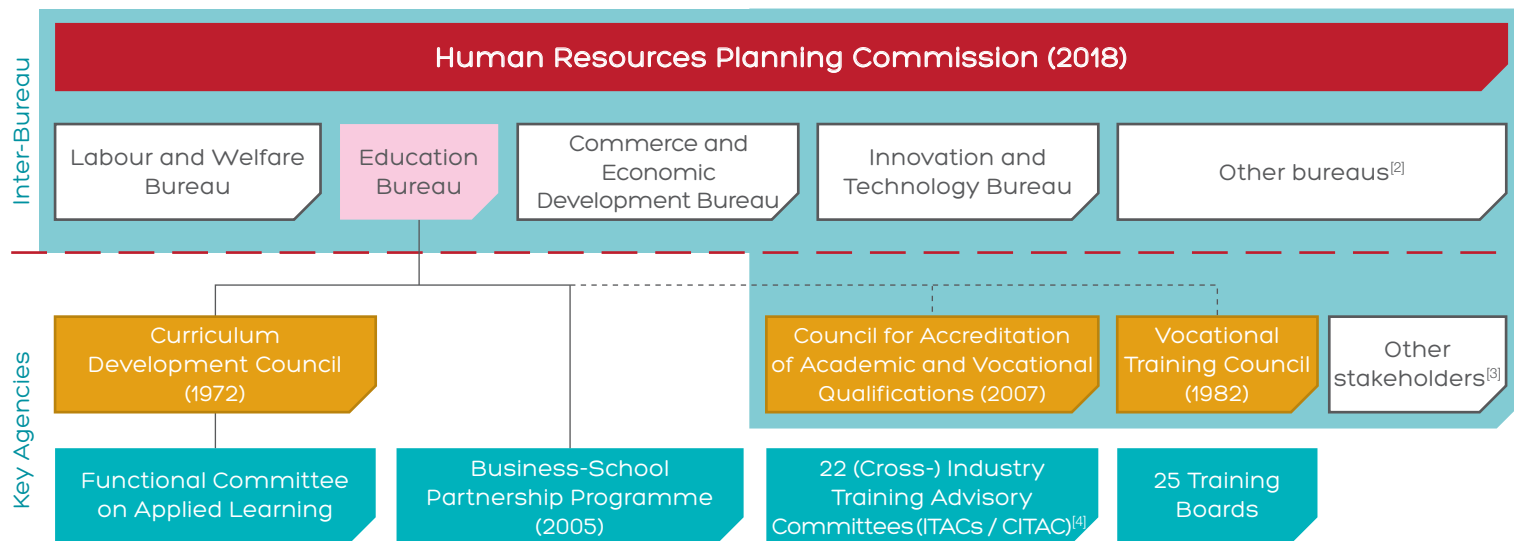 Inter-Bureau
Human Resources Planning Commission (2018)
Labour and Welfare
Bureau
Education
Bureau
Commerce and
Economic
Development Bureau
Innovation and
Technology Bureau
Other bureaus[2]
Key Agencies
Curriculum
Development Council
(1972)
Council for Accreditation
of Academic and Vocational
Qualifications (2007)
Vocational
Training Council
(1982)
Other
stakeholders[3]
Functional Committee
on Applied Learning
Business-School
Partnership Programme
(2005)
22 (Cross-) Industry
Training Advisory
Committees (ITACs / CITAC)[4]
25 Training
Boards